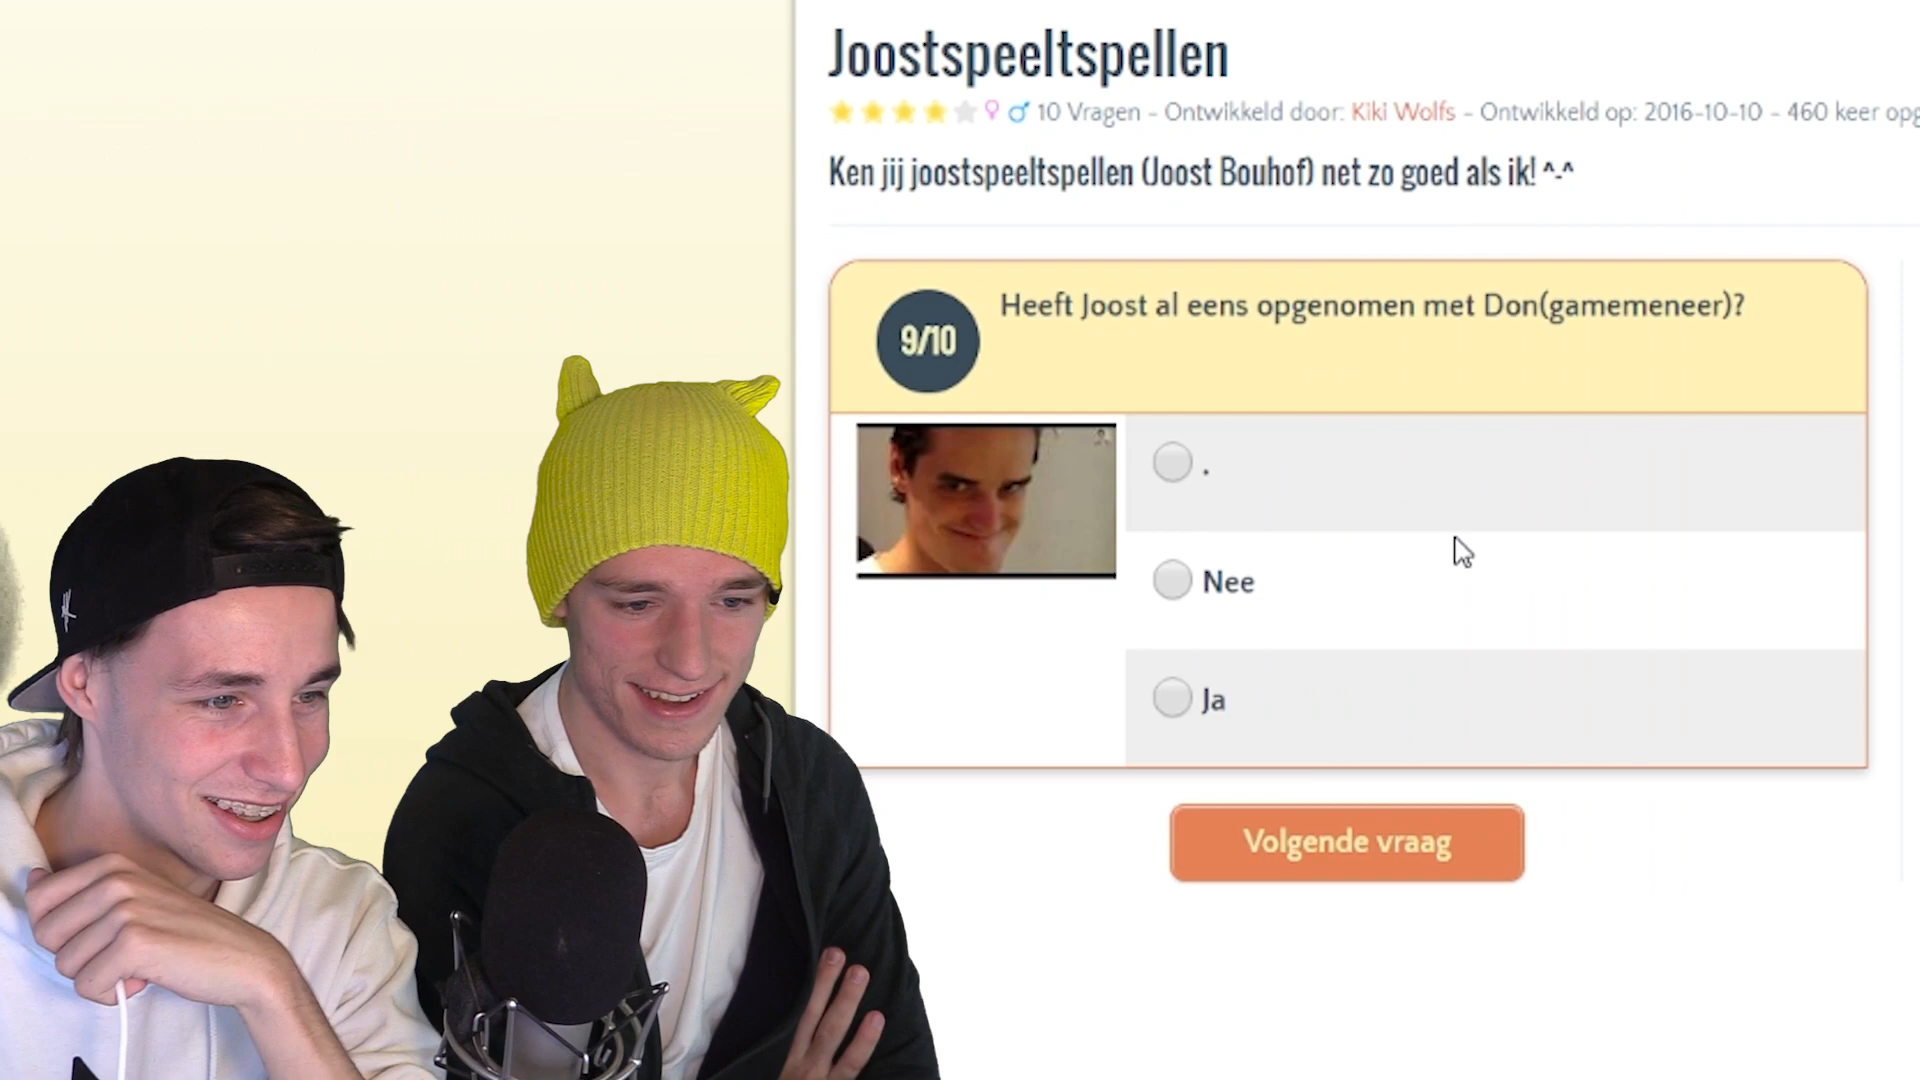 Joostspeeltspellen
10 Vragen - Ontwikkeld door: Kiki Wolfs - Ontwikkeld op: 2016-10-10 - 460 keer
Ken jij joostspeeltspellen (Joost Bouhof) net zo goed als ik! ^-^
9/10
Heeft Joost al eens opgenomen met Don(gamemeneer)?
.
Nee
Ja
Volgende vraag